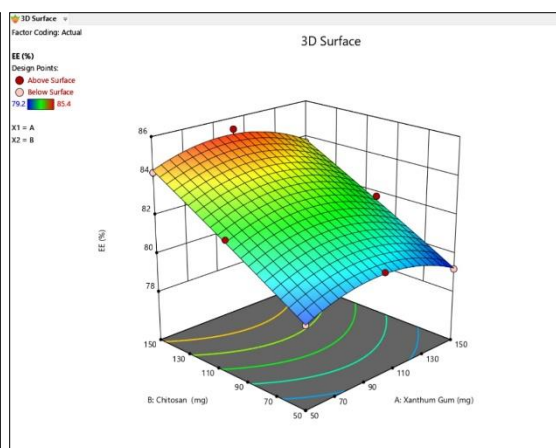 3D Surface
Factor Coding: Actual
3D Surface
EE (%)
Design Points:
Above Surface
Below Surface
79.2 85.4
X1 = A
X2 = B
86
84
82
80
78
EE (%)
150
130
110
90
70
50
50
70
90
110
130
150
B: Chitosan (mg)
A: Xanthum Gum (mg)